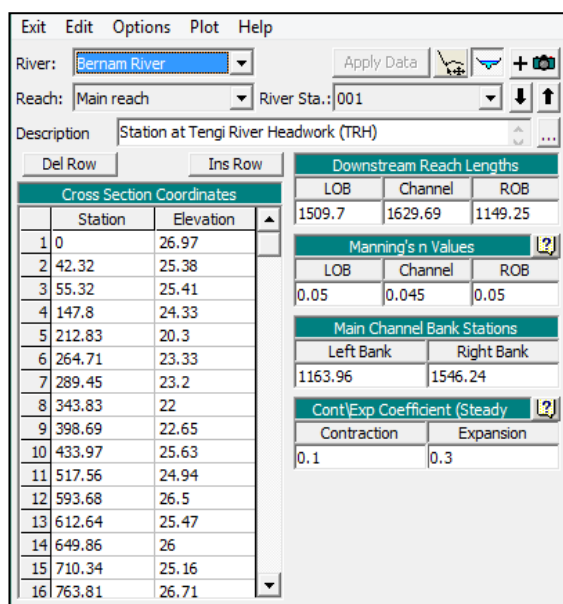 Exit Edit Options Plot Help
River: Bernam River Apply Data
Reach: Main reach River Sta.: 001
Description Station at Tengi River Headwork (TRH) ...
Del Row Ins Row
Cross Section Coordinates
Station Elevation
1 0 26.97
2 42.32 25.38
3 55.32 25.41
4 147.8 24.33
5 212.83 20.3
6 264.71 23.33
7 289.45 23.2
8 343.83 22
9 398.69 22.65
10 433.97 25.63
11 517.56 24.94
12 593.68 26.5
13 612.64 25.47
14 649.86 26
15 710.34 25.16
16 763.81 26.71
Downstream Reach Lengths
LOB Channel ROB
1509.7 1629.69 1149.25
Manning's n Values ?
LOB Channel ROB
0.05 0.045 0.05
Main Channel Bank Stations
Left Bank Right Bank
1163.96 1546.24
Cont\Exp Coefficient (Steady ?
Contraction Expansion
0.1 0.3